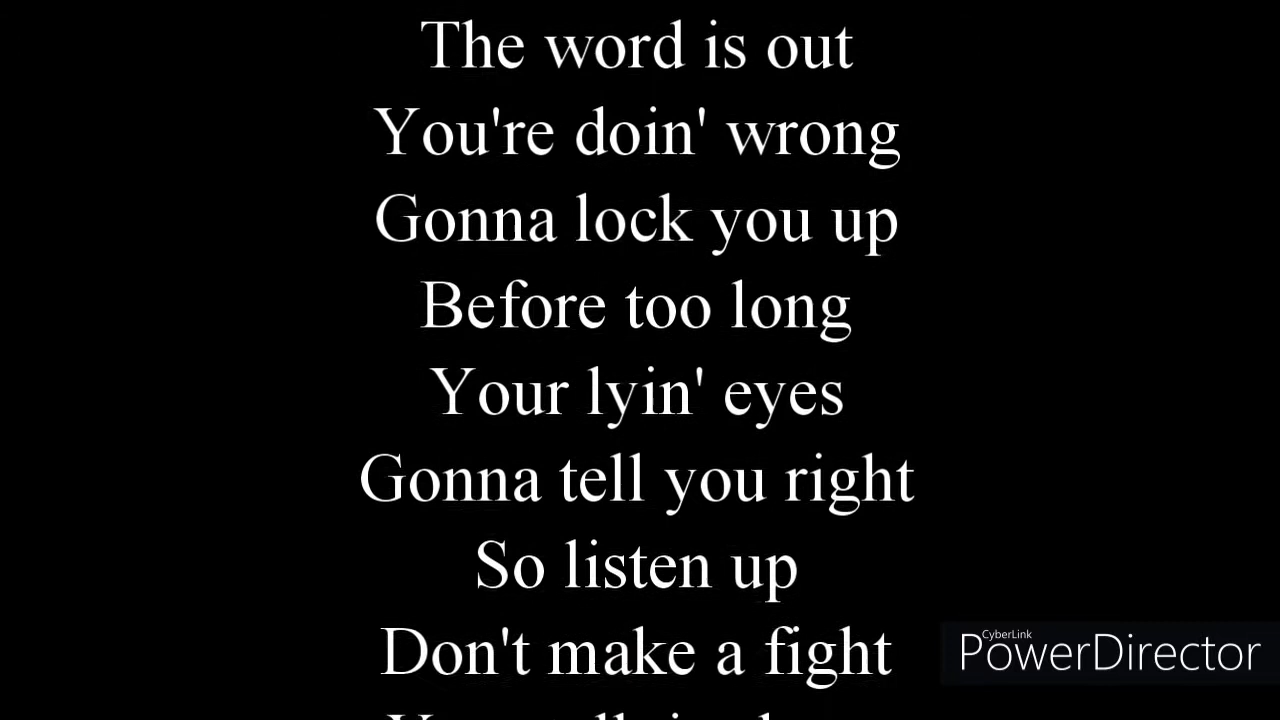 The word is out
You're doin' wrong
Gonna lock you up
Before too long
Your lyin' eyes
Gonna tell you right
So listen up
Don't make a fight
CyberLink
PowerDirector